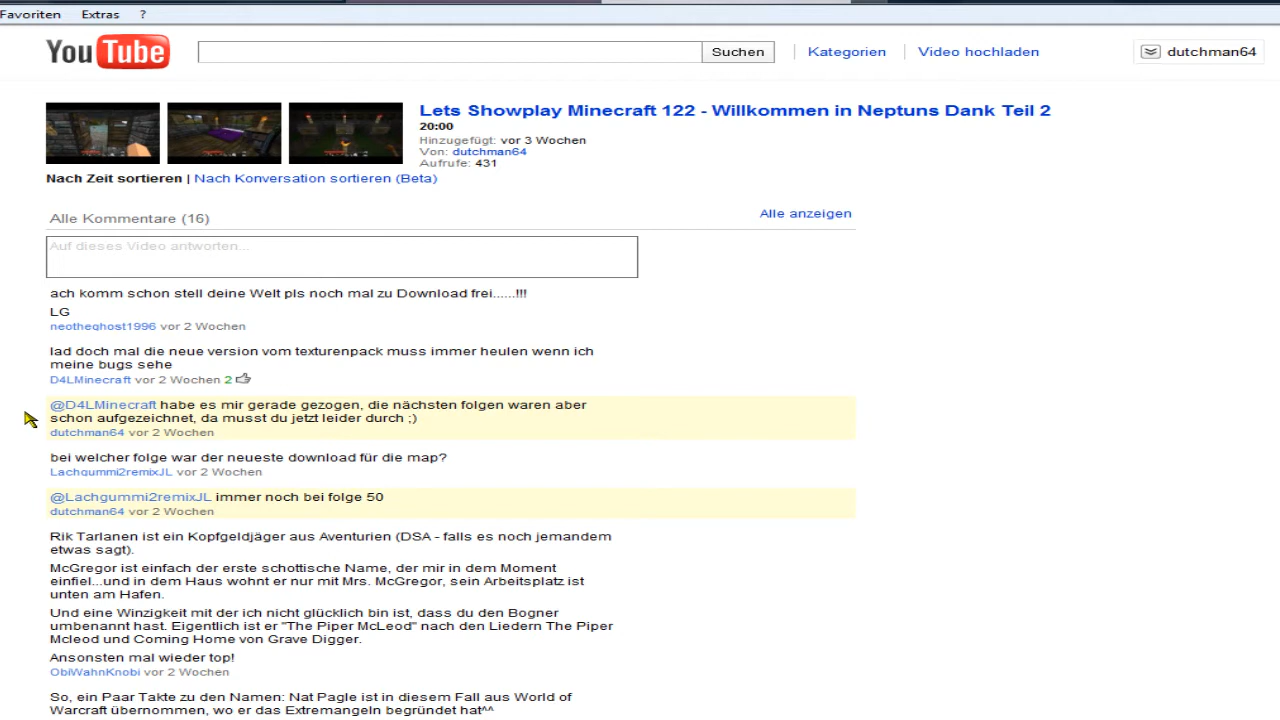 Favoriten Extras ?
YouTube Suchen Kategorien Video hochladen dutchman64
Lets Showplay Minecraft 122 - Willkommen in Neptuns Dank Teil 2
20:00
Hinzugefügt: vor 3 Wochen
Von: dutchman64
Aufrufe: 431
Nach Zeit sortieren | Nach Konversation sortieren (Beta)
Alle Kommentare (16) Alle anzeigen
Auf dieses Video antworten...
ach komm schon stell deine Welt pls noch mal zu Download frei......!!!
LG
neotheghost1996 vor 2 Wochen
lad doch mal die neue version vom texturenpack muss immer heulen wenn ich
meine bugs sehe
D4LMinecraft vor 2 Wochen 2
@D4LMinecraft habe es mir gerade gezogen, die nächsten folgen waren aber
schon aufgezeichnet, da musst du jetzt leider durch ;)
dutchman64 vor 2 Wochen
bei welcher folge war der neueste download für die map?
Lachgummi2remixJL vor 2 Wochen
@Lachgummi2remixJL immer noch bei folge 50
dutchman64 vor 2 Wochen
Rik Tarlanen ist ein Kopfgeldjäger aus Aventurien (DSA - falls es noch jemandem
etwas sagt).
McGregor ist einfach der erste schottische Name, der mir in dem Moment
einfiel...und in dem Haus wohnt er nur mit Mrs. McGregor, sein Arbeitsplatz ist
unten am Hafen.
Und eine Winzigkeit mit der ich nicht glücklich bin ist, dass du den Bogner
umbenannt hast. Eigentlich ist er "The Piper McLeod" nach den Liedern The Piper
Mcleod und Coming Home von Grave Digger.
Ansonsten mal wieder top!
ObiWahnKnobi vor 2 Wochen
So, ein Paar Takte zu den Namen: Nat Pagle ist in diesem Fall aus World of
Warcraft übernommen, wo er das Extremangeln begründet hat^^